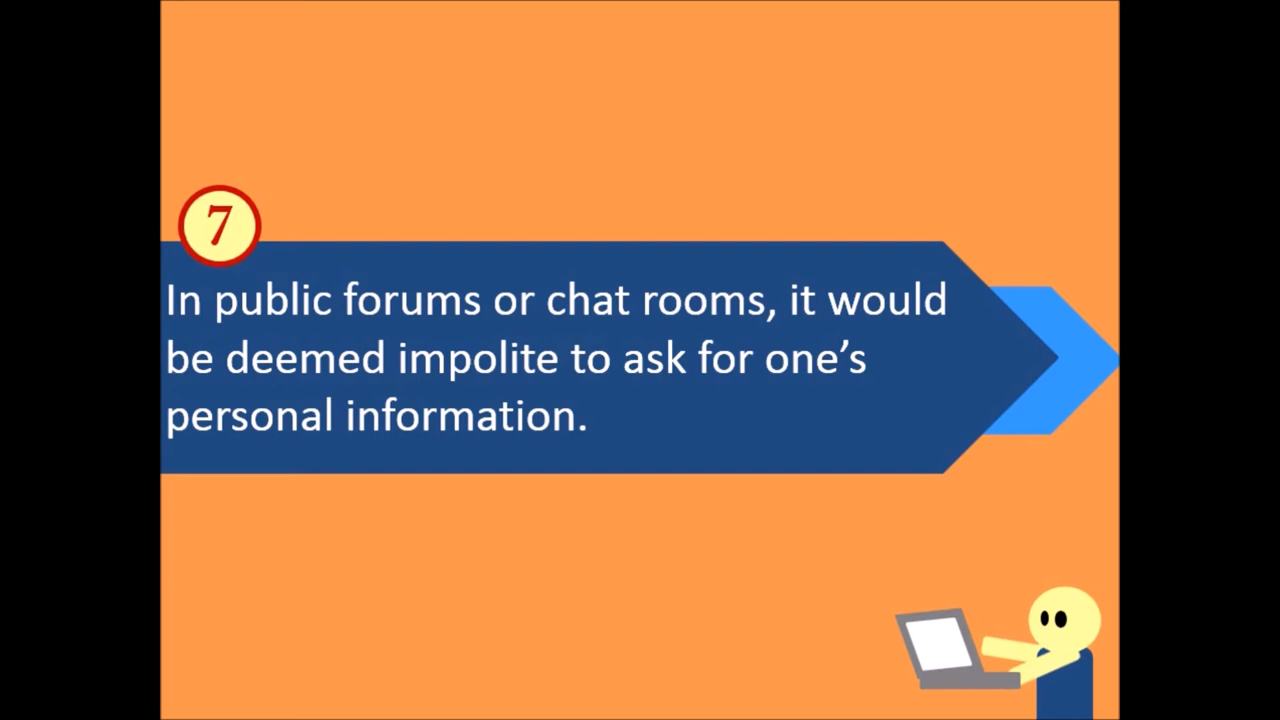 7
In public forums or chat rooms, it would
be deemed impolite to ask for one’s
personal information.